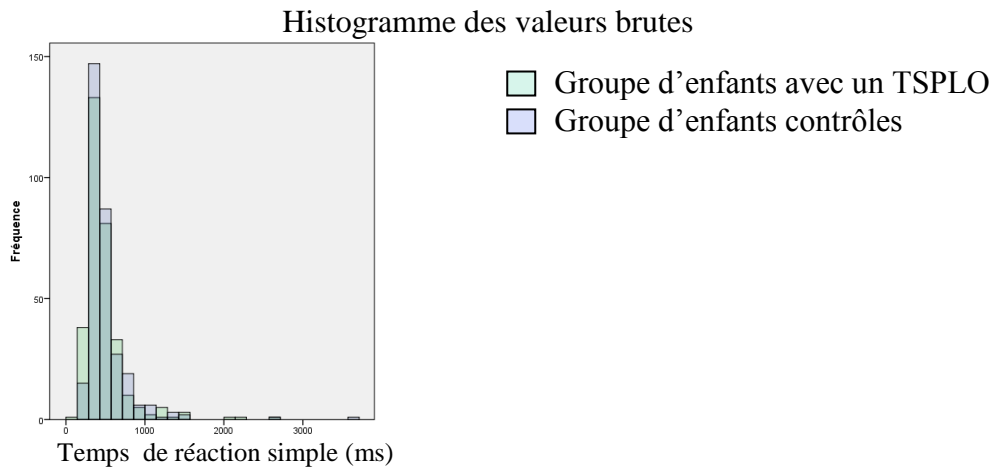 Histogramme des valeurs brutes
Groupe d'enfants avec un TSPLO
Groupe d'enfants contrôles
Fréquence
150
100
50
0
0 1000 2000 3000
Temps de réaction simple (ms)